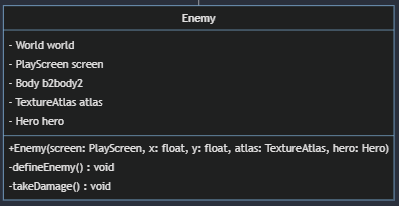 Enemy
- World world
- PlayScreen screen
- Body b2body2
- TextureAtlas atlas
- Hero hero
+Enemy(screen: PlayScreen, x: float, y: float, atlas: TextureAtlas, hero: Hero)
-defineEnemy() : void
-takeDamage() : void